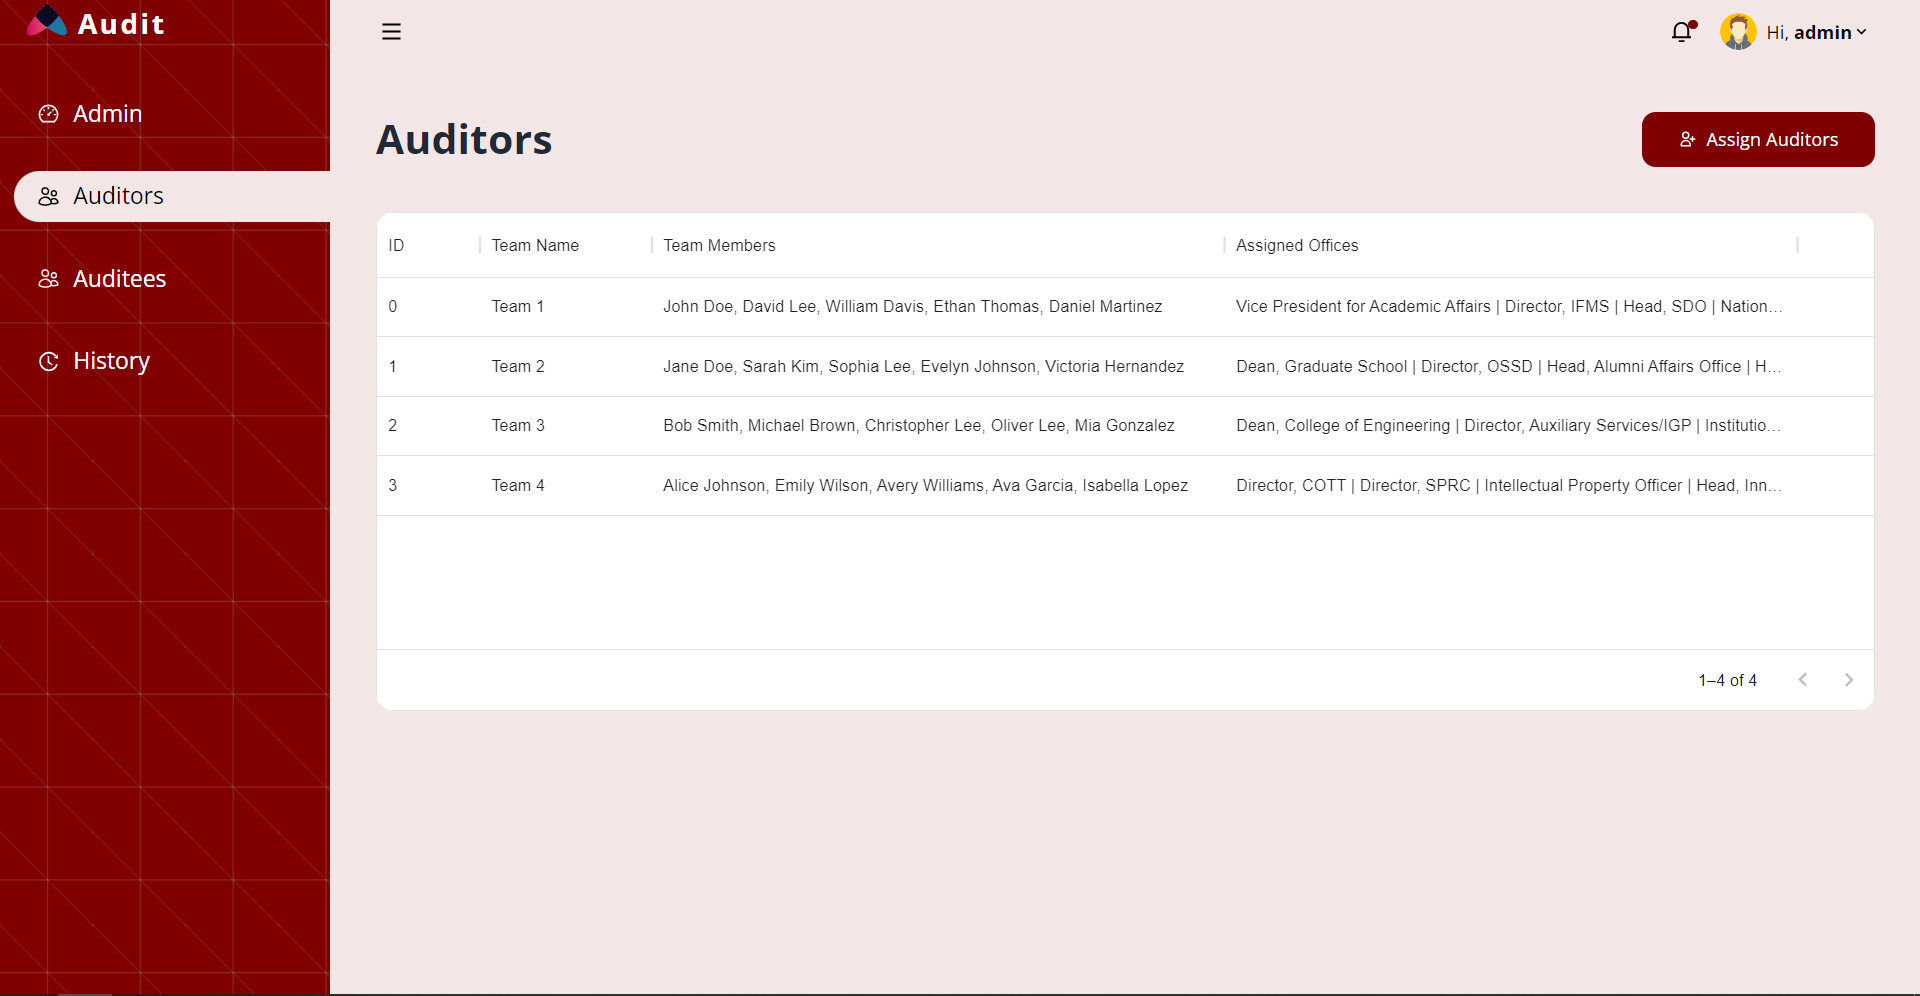 Audit
Hi, admin
Admin
Auditors
Auditees
History
Auditors
Assign Auditors
ID Team Name Team Members Assigned Offices
0 Team 1 John Doe, David Lee, William Davis, Ethan Thomas, Daniel Martinez Vice President for Academic Affairs | Director, IFMS | Head, SDO | Nation...
1 Team 2 Jane Doe, Sarah Kim, Sophia Lee, Evelyn Johnson, Victoria Hernandez Dean, Graduate School | Director, OSSD | Head, Alumni Affairs Office | H...
2 Team 3 Bob Smith, Michael Brown, Christopher Lee, Oliver Lee, Mia Gonzalez Dean, College of Engineering | Director, Auxiliary Services/IGP | Institutio...
3 Team 4 Alice Johnson, Emily Wilson, Avery Williams, Ava Garcia, Isabella Lopez Director, COTT | Director, SPRC | Intellectual Property Officer | Head, Inn...
1–4 of 4